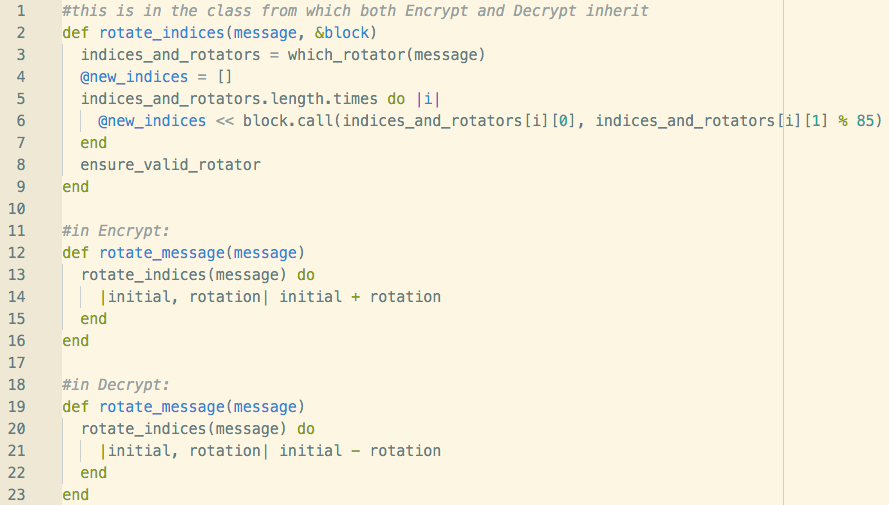 1 #this is in the class from which both Encrypt and Decrypt inherit
2 def rotate_indices(message, &block)
3   indices_and_rotators = which_rotator(message)
4   @new_indices = []
5   indices_and_rotators.length.times do |i|
6     @new_indices << block.call(indices_and_rotators[i][0], indices_and_rotators[i][1] % 85)
7   end
8   ensure_valid_rotator
9 end
10
11 #in Encrypt:
12 def rotate_message(message)
13   rotate_indices(message) do
14     |initial, rotation| initial + rotation
15   end
16 end
17
18 #in Decrypt:
19 def rotate_message(message)
20   rotate_indices(message) do
21     |initial, rotation| initial - rotation
22   end
23 end